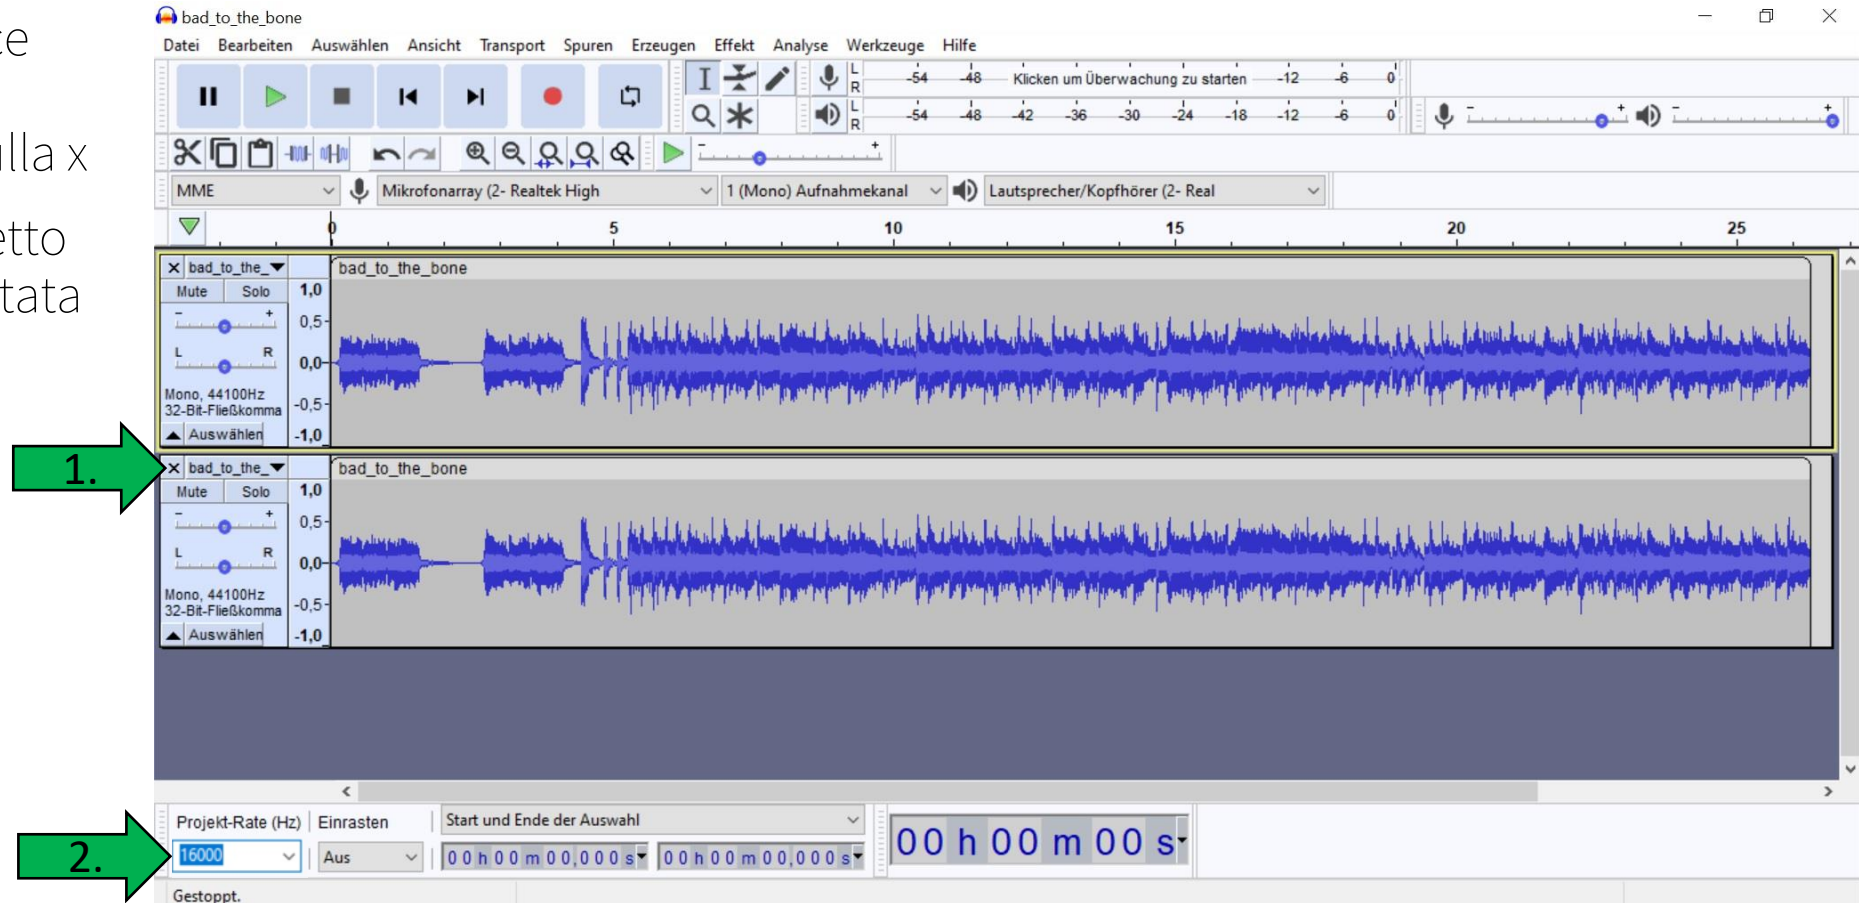 bad_to_the_bone
Datei Bearbeiten Auswählen Ansicht Transport Spuren Erzeugen Effekt Analyse Werkzeuge Hilfe
L R -54 -48 Klicken um Überwachung zu starten -12 -6 0
L R -54 -48 -42 -36 -30 -24 -18 -12 -6 0 - + - +
- +
MME Mikrofonarray (2- Realtek High 1 (Mono) Aufnahmekanal Lautsprecher/Kopfhörer (2- Real
0 5 10 15 20 25
x
tata
bad_to_the_ bad_to_the_bone
Mute Solo 1,0
- + 0,5
L R 0,0
Mono, 44100Hz
32-Bit-Fließkomma -0,5
Auswählen -1,0
1.
bad_to_the_ bad_to_the_bone
Mute Solo 1,0
- + 0,5
L R 0,0
Mono, 44100Hz
32-Bit-Fließkomma -0,5
Auswählen -1,0
Projekt-Rate (Hz) Einrasten Start und Ende der Auswahl
2.
16000 Aus 00 h 00 m 00,000 s 00 h 00 m 00,000 s 00 h 00 m 00 s
Gestoppt.